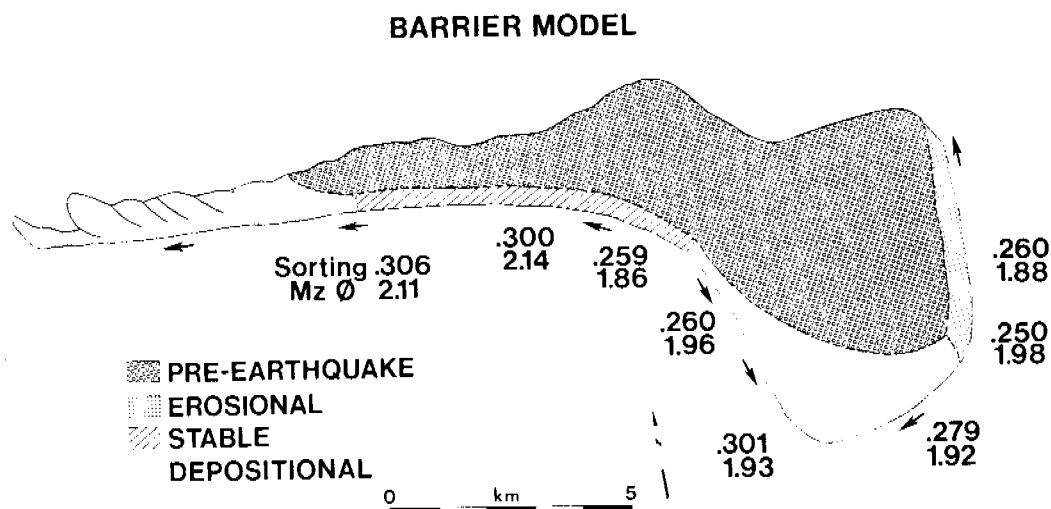 BARRIER MODEL
Sorting .306
Mz Ø 2.11
.300
2.14
.259
1.86
.260
1.96
.260
1.88
.250
1.98
.279
1.92
.301
1.93
PRE-EARTHQUAKE
EROSIONAL
STABLE
DEPOSITIONAL
0 km 5